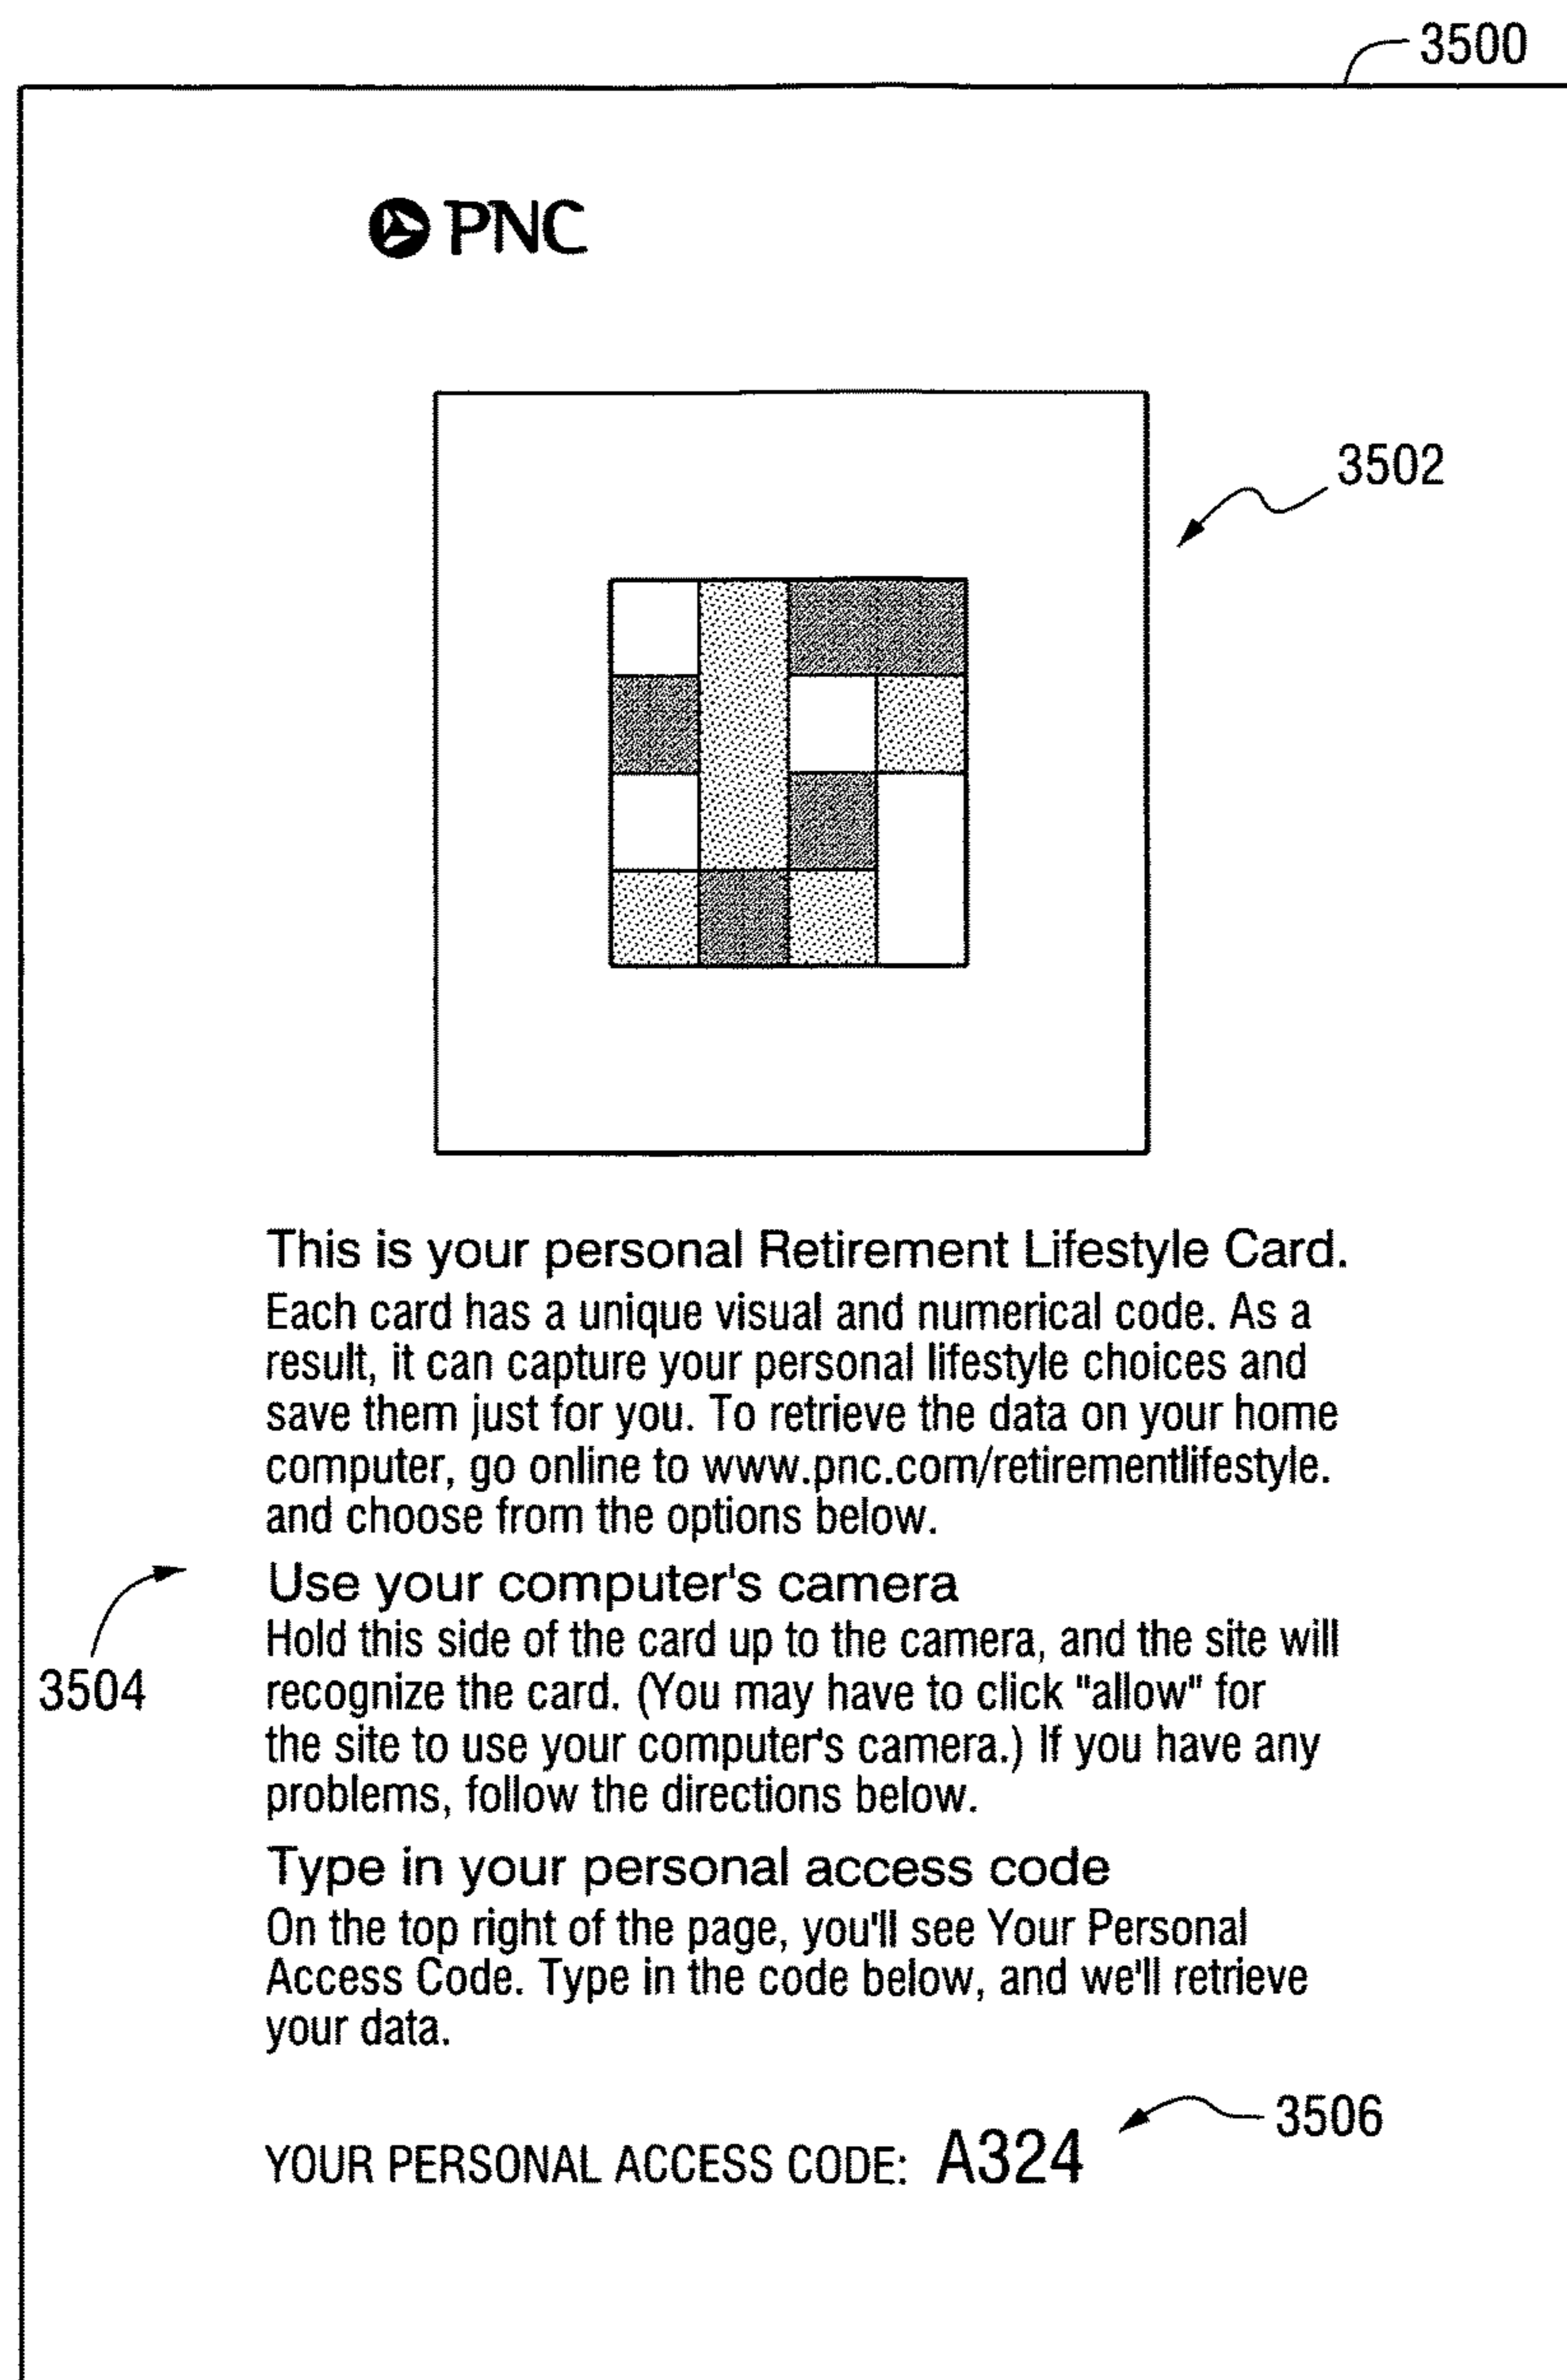 3500
PNC
3502
This is your personal Retirement Lifestyle Card.
Each card has a unique visual and numerical code. As a
result, it can capture your personal lifestyle choices and
save them just for you. To retrieve the data on your home
computer, go online to www.pnc.com/retirementlifestyle.
and choose from the options below.
Use your computer's camera
Hold this side of the card up to the camera, and the site will
3504
recognize the card. (You may have to click "allow" for
the site to use your computer's camera.) If you have any
problems, follow the directions below.
Type in your personal access code
On the top right of the page, you'll see Your Personal
Access Code. Type in the code below, and we'll retrieve
your data.
3506
YOUR PERSONAL ACCESS CODE: A324